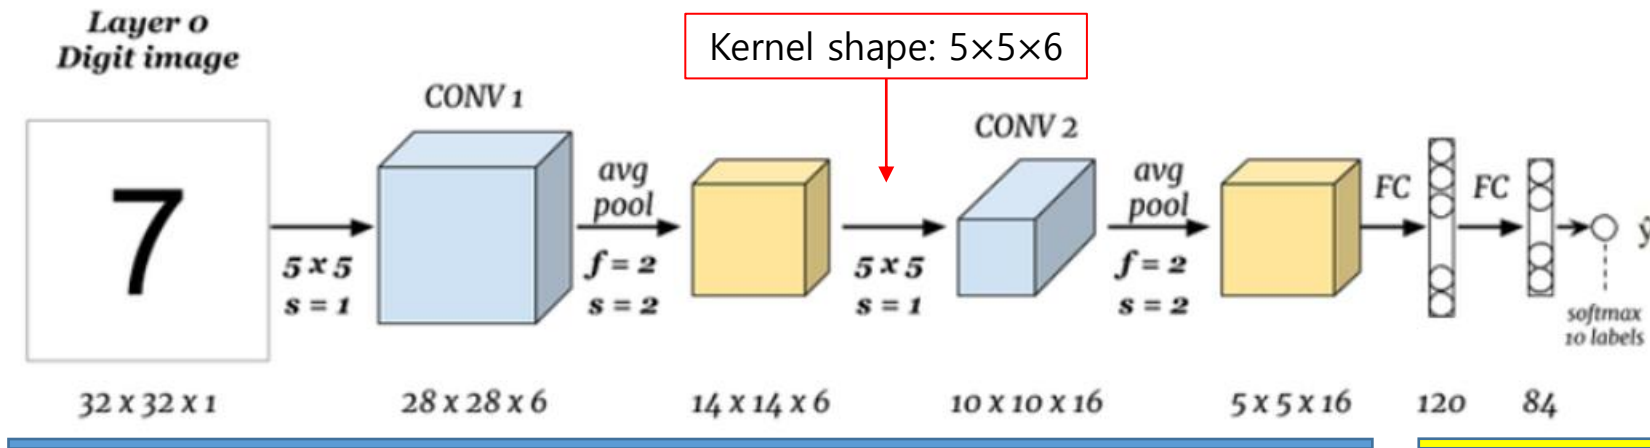 Layer 0
Digit image
Kernel shape: 5×5×6
CONV 1
CONV 2
7
avg
pool
avg
pool
FC
FC
ŷ
5 x 5
s = 1
f = 2
s = 2
5 x 5
s = 1
f = 2
s = 2
softmax
10 labels
32 x 32 x 1
28 x 28 x 6
14 x 14 x 6
10 x 10 x 16
5 x 5 x 16
120
84